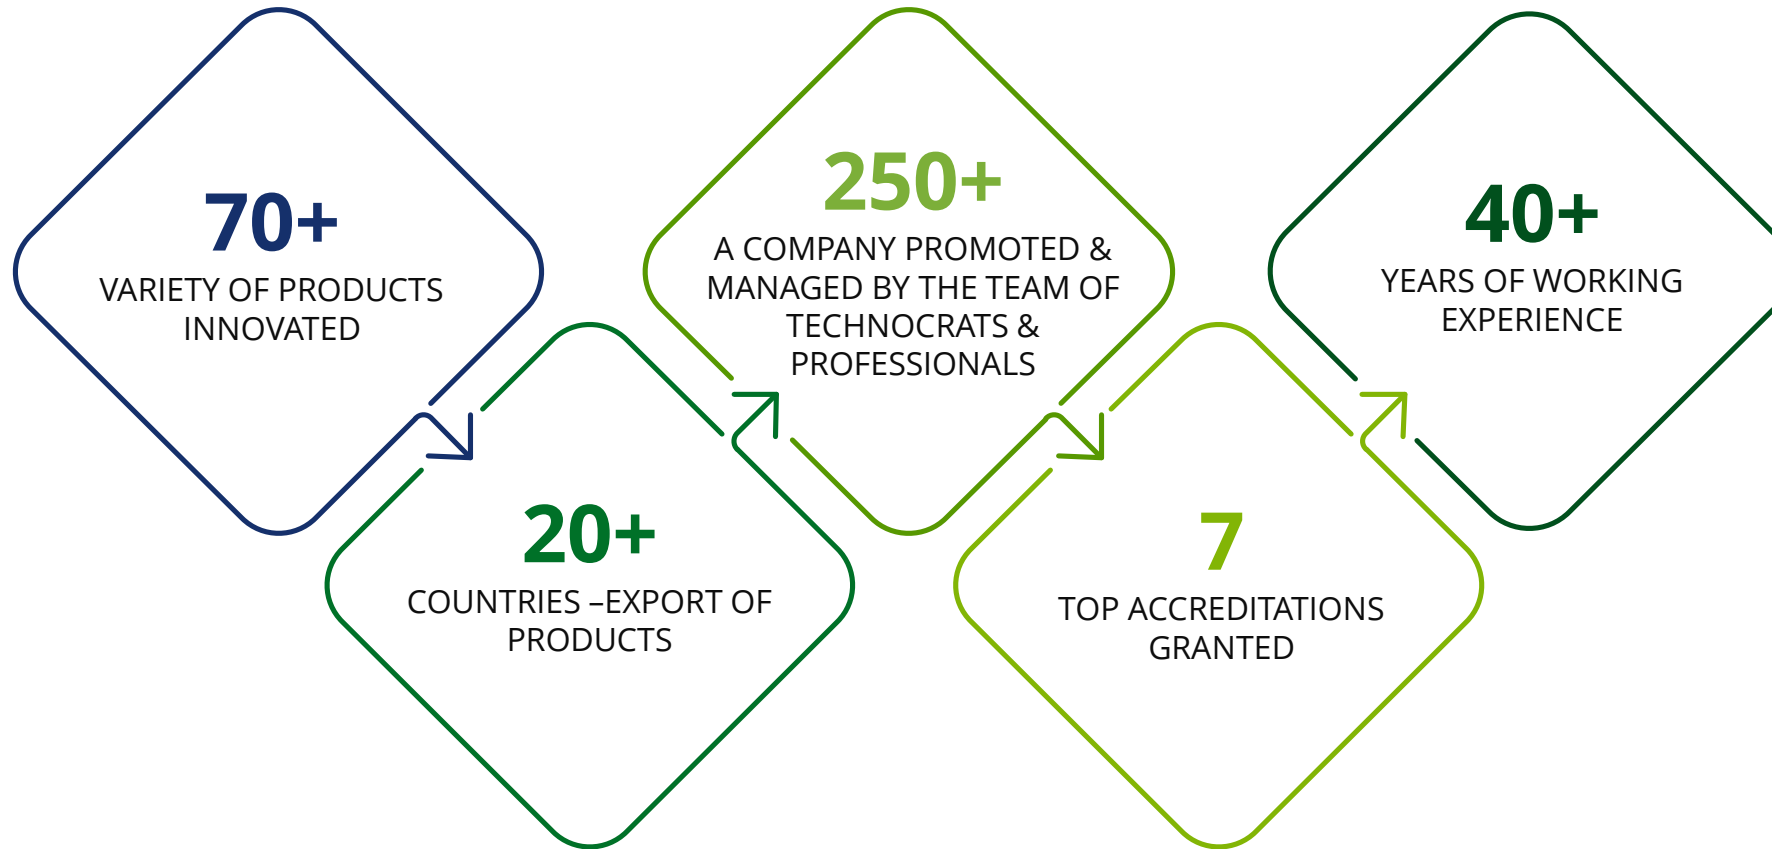 70+
VARIETY OF PRODUCTS
INNOVATED
20+
COUNTRIES –EXPORT OF
PRODUCTS
250+
A COMPANY PROMOTED &
MANAGED BY THE TEAM OF
TECHNOCRATS &
PROFESSIONALS
7
TOP ACCREDITATIONS
GRANTED
40+
YEARS OF WORKING
EXPERIENCE